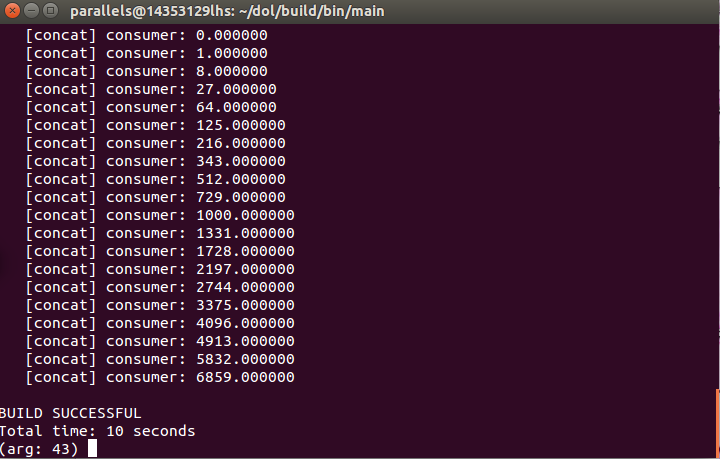 parallels@14353129lhs: ~/dol/build/bin/main
[concat] consumer: 0.000000
[concat] consumer: 1.000000
[concat] consumer: 8.000000
[concat] consumer: 27.000000
[concat] consumer: 64.000000
[concat] consumer: 125.000000
[concat] consumer: 216.000000
[concat] consumer: 343.000000
[concat] consumer: 512.000000
[concat] consumer: 729.000000
[concat] consumer: 1000.000000
[concat] consumer: 1331.000000
[concat] consumer: 1728.000000
[concat] consumer: 2197.000000
[concat] consumer: 2744.000000
[concat] consumer: 3375.000000
[concat] consumer: 4096.000000
[concat] consumer: 4913.000000
[concat] consumer: 5832.000000
[concat] consumer: 6859.000000
BUILD SUCCESSFUL
Total time: 10 seconds
(arg: 43)